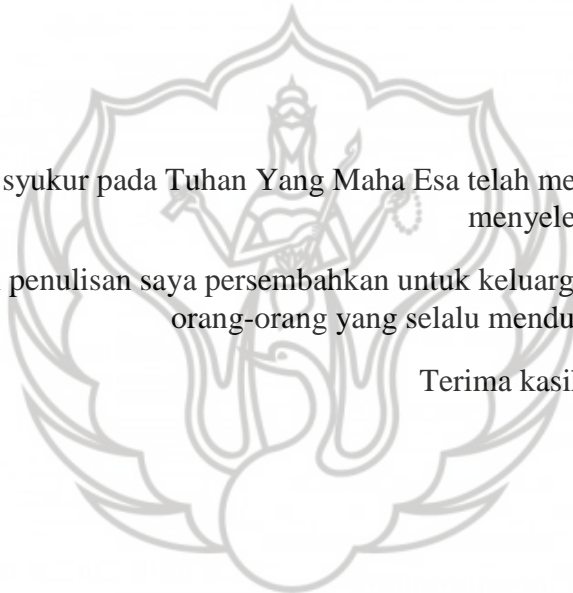 syukur pada Tuhan Yang Maha Esa telah me
menyele
penulisan saya persembahkan untuk keluarg
orang-orang yang selalu mendu
Terima kasi